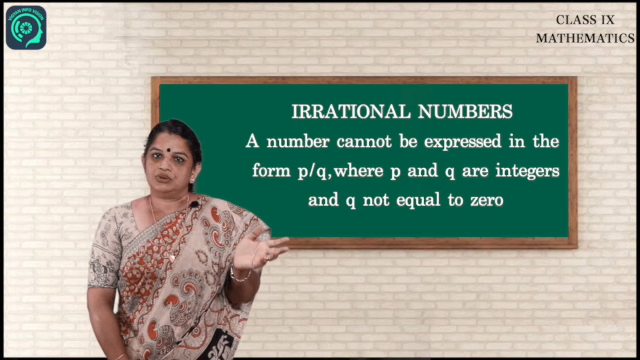 CLASS IX
MATHEMATICS
IRRATIONAL NUMBERS
A number cannot be expressed in the
form p/q,where p and q are integers
and q not equal to zero